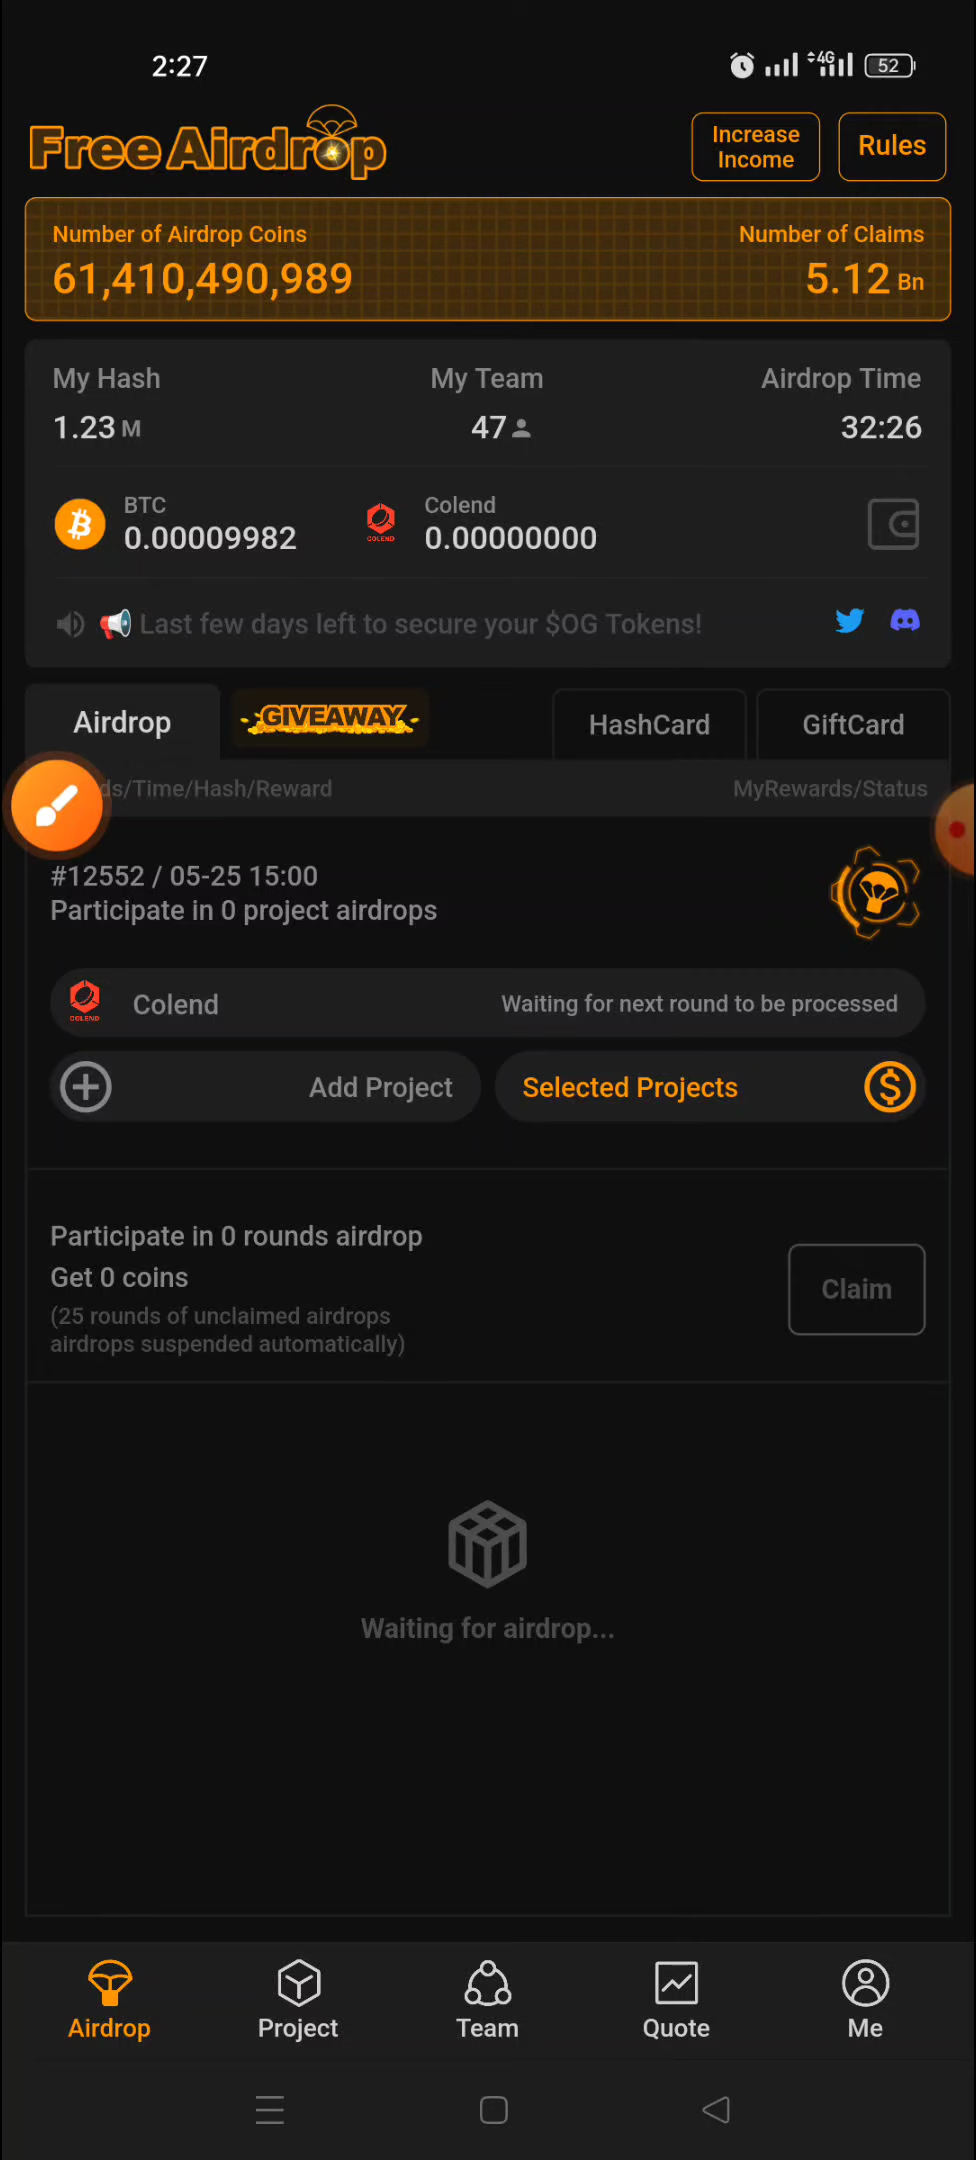 2:27
4G
52
Free Airdrop
Increase
Income
Rules
Number of Airdrop Coins
Number of Claims
61,410,490,989
5.12 Bn
My Hash
My Team
Airdrop Time
1.23 M
47
32:26
BTC
Colend
0.00009982
COLEND
0.00000000
📢 Last few days left to secure your $OG Tokens!
Airdrop
GIVEAWAY
HashCard
GiftCard
ds/Time/Hash/Reward
MyRewards/Status
#12552 / 05-25 15:00
Participate in 0 project airdrops
COLEND
Colend
Waiting for next round to be processed
Add Project
Selected Projects
Participate in 0 rounds airdrop
Get 0 coins
Claim
(25 rounds of unclaimed airdrops
airdrops suspended automatically)
Waiting for airdrop...
Airdrop
Project
Team
Quote
Me